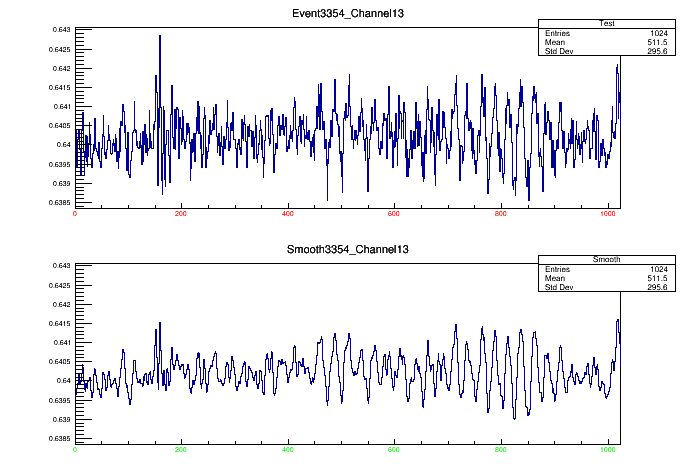 Event3354_Channel13
Test
Entries 1024
Mean 511.5
Std Dev 295.6
0.643
0.6425
0.642
0.6415
0.641
0.6405
0.64
0.6395
0.639
0.6385
0 200 400 600 800 1000
Smooth3354_Channel13
Smooth
Entries 1024
Mean 511.5
Std Dev 295.6
0.643
0.6425
0.642
0.6415
0.641
0.6405
0.64
0.6395
0.639
0.6385
0 200 400 600 800 1000